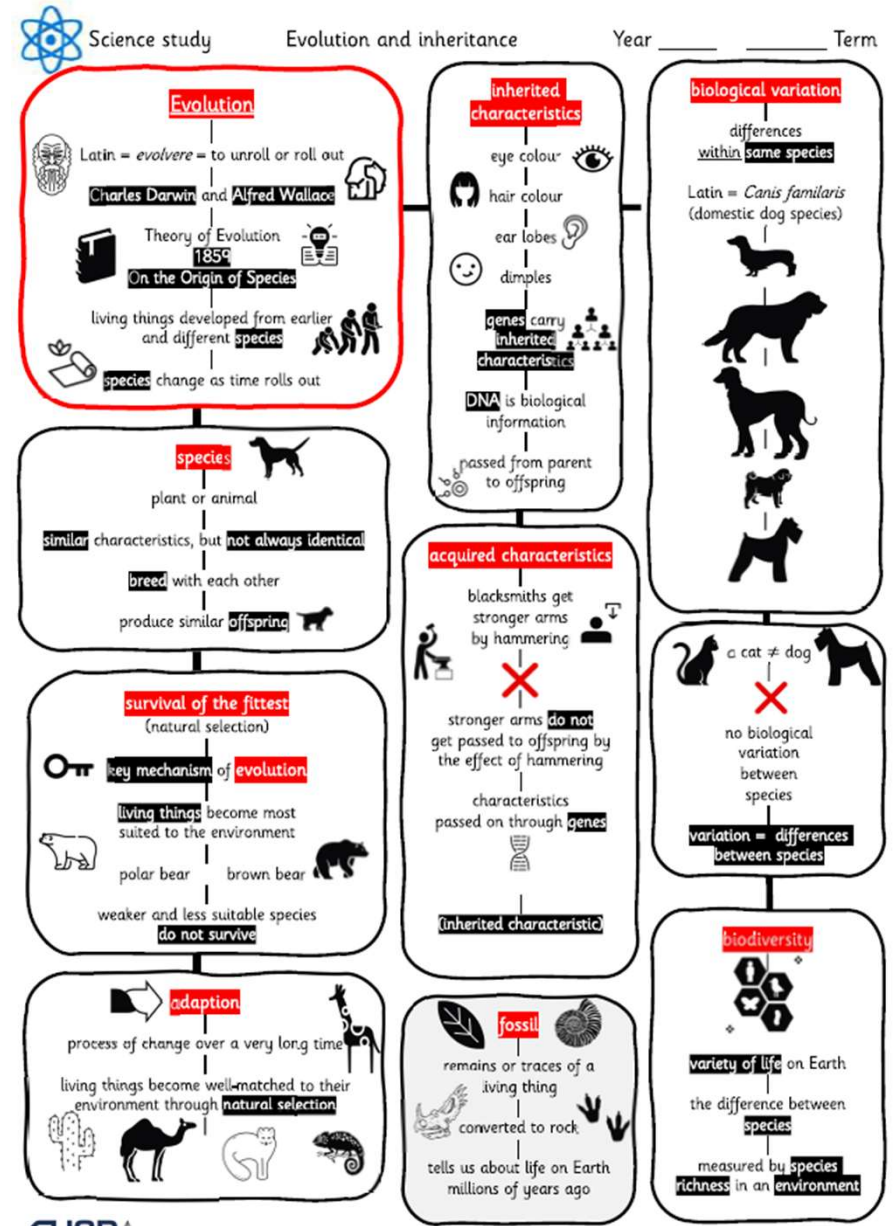 Science study Evolution and inheritance Year ______ ________ Term
Evolution
Latin = evolvere = to unroll or roll out
Charles Darwin and Alfred Wallace
Theory of Evolution
1859
On the Origin of Species
living things developed from earlier
and different species
species change as time rolls out
species
plant or animal
similar characteristics, but not always identical
breed with each other
produce similar offspring
survival of the fittest
(natural selection)
key mechanism of evolution
living things become most
suited to the environment
polar bear brown bear
weaker and less suitable species
do not survive
adaption
process of change over a very long time
living things become well-matched to their
environment through natural selection
inherited
characteristics
eye colour
hair colour
ear lobes
dimples
genes carry
inherited
characteristics
DNA is biological
information
passed from parent
to offspring
acquired characteristics
blacksmiths get
stronger arms
by hammering
stronger arms do not
get passed to offspring by
the effect of hammering
characteristics
passed on through genes
(inherited characteristic)
fossil
remains or traces of a
living thing
converted to rock
tells us about life on Earth
millions of years ago
biological variation
differences
within same species
Latin = Canis familaris
(domestic dog species)
a cat ≠ dog
no biological
variation
between
species
variation = differences
between species
biodiversity
variety of life on Earth
the difference between
species
measured by species
richness in an environment